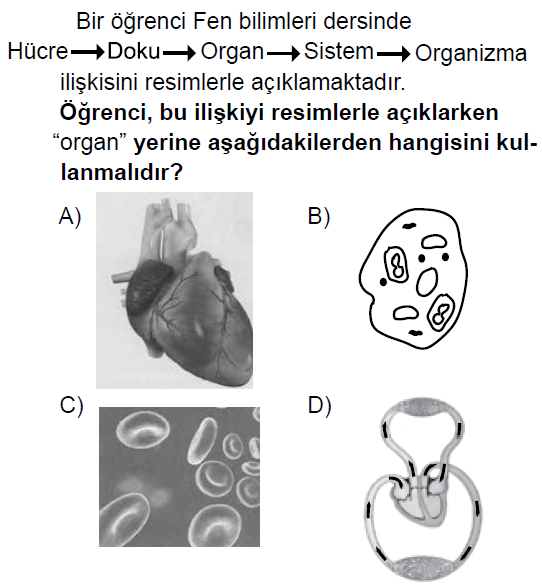 Bir öğrenci Fen bilimleri dersinde
Hücre → Doku → Organ → Sistem → Organizma
ilişkisini resimlerle açıklamaktadır.
Öğrenci, bu ilişkiyi resimlerle açıklarken
“organ” yerine aşağıdakilerden hangisini kul-
lanmalıdır?
A) B)
C) D)